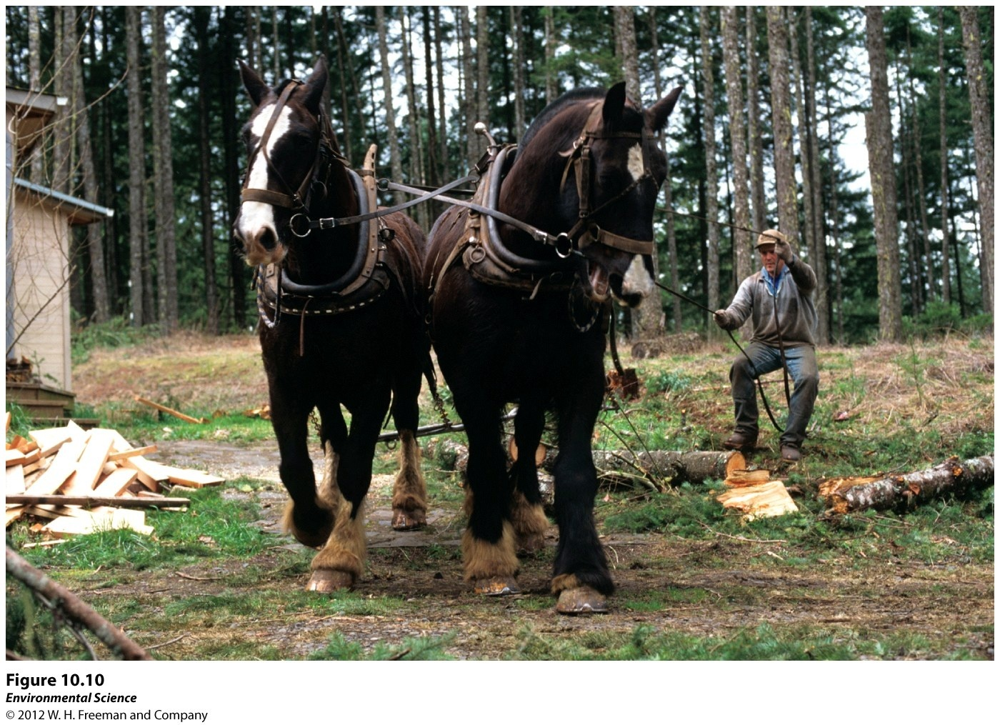 Figure 10.10
Environmental Science
© 2012 W. H. Freeman and Company